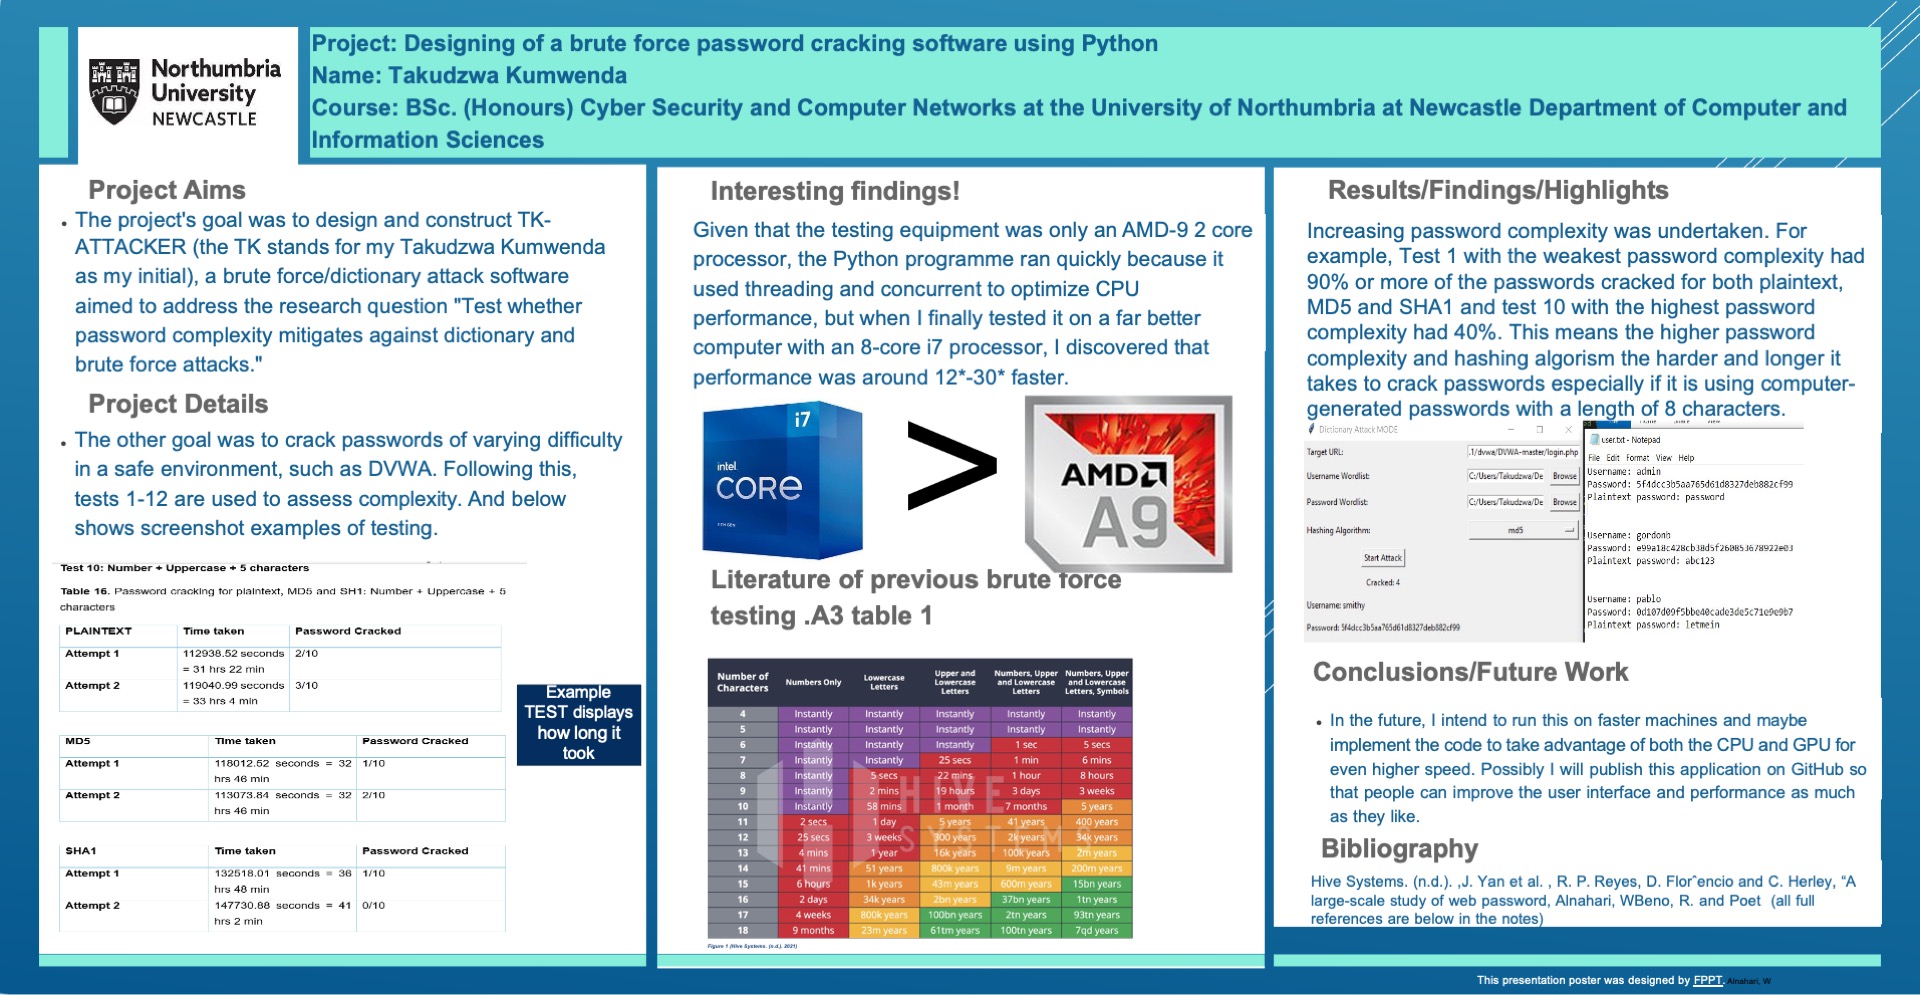 Northumbria
University
NEWCASTLE
Project: Designing of a brute force password cracking software using Python
Name: Takudzwa Kumwenda
Course: BSc. (Honours) Cyber Security and Computer Networks at the University of Northumbria at Newcastle Department of Computer and
Information Sciences
Project Aims
• The project's goal was to design and construct TK-
ATTACKER (the TK stands for my Takudzwa Kumwenda
as my initial), a brute force/dictionary attack software
aimed to address the research question "Test whether
password complexity mitigates against dictionary and
brute force attacks."
Project Details
• The other goal was to crack passwords of varying difficulty
in a safe environment, such as DVWA. Following this,
tests 1-12 are used to assess complexity. And below
shows screenshot examples of testing.
Test 10: Number + Uppercase + 5 characters
Table 16. Password cracking for plaintext, MD5 and SH1: Number + Uppercase + 5
characters
PLAINTEXT Time taken Password Cracked
Attempt 1 112938.52 seconds 2/10
= 31 hrs 22 min
Attempt 2 119040.99 seconds 3/10
= 33 hrs 4 min
MD5 Time taken Password Cracked
Attempt 1 118012.52 seconds = 32 1/10
hrs 46 min
Attempt 2 113073.84 seconds = 32 2/10
hrs 46 min
SHA1 Time taken Password Cracked
Attempt 1 132518.01 seconds = 36 1/10
hrs 48 min
Attempt 2 147730.88 seconds = 41 0/10
hrs 2 min
Example
TEST displays
how long it
took
Interesting findings!
Given that the testing equipment was only an AMD-9 2 core
processor, the Python programme ran quickly because it
used threading and concurrent to optimize CPU
performance, but when I finally tested it on a far better
computer with an 8-core i7 processor, I discovered that
performance was around 12*-30* faster.
i7
intel.
CORE
>
AMD
A9
Literature of previous brute force
testing .A3 table 1
Number of Characters Numbers Only Lowercase Letters Upper and Lowercase Letters Numbers, Upper and Lowercase Letters Numbers, Upper and Lowercase Letters, Symbols
4 Instantly Instantly Instantly Instantly Instantly
5 Instantly Instantly Instantly Instantly Instantly
6 Instantly Instantly Instantly 1 sec 5 secs
7 Instantly Instantly 25 secs 1 min 6 mins
8 Instantly 5 secs 22 mins 1 hour 8 hours
9 Instantly 2 mins 19 hours 3 days 3 weeks
10 Instantly 58 mins 1 month 7 months 5 years
11 2 secs 1 day 5 years 41 years 400 years
12 25 secs 3 weeks 300 years 2k years 34k years
13 4 mins 1 year 16k years 100k years 2m years
14 41 mins 51 years 800k years 9m years 200m years
15 6 hours 1k years 43m years 600m years 15bn years
16 2 days 34k years 2bn years 37bn years 1tn years
17 4 weeks 800k years 100bn years 2tn years 93tn years
18 9 months 23m years 61tm years 100tn years 7qd years
HIVE
SYSTEMS
Figure 1 (Hive Systems. (n.d.). 2021)
Results/Findings/Highlights
Increasing password complexity was undertaken. For
example, Test 1 with the weakest password complexity had
90% or more of the passwords cracked for both plaintext,
MD5 and SHA1 and test 10 with the highest password
complexity had 40%. This means the higher password
complexity and hashing algorism the harder and longer it
takes to crack passwords especially if it is using computer-
generated passwords with a length of 8 characters.
Dictionary Attack MODE
Target URL: .1/dvwa/DVWA-master/login.php
Username Wordlist: C:/Users/Takudzwa/De Browse
Password Wordlist: C:/Users/Takudzwa/De Browse
Hashing Algorithm: md5
Start Attack
Cracked: 4
Username: smithy
Password: 5f4dcc3b5aa765d61d8327deb882cf99
user.txt - Notepad
File Edit Format View Help
Username: admin
Password: 5f4dcc3b5aa765d61d8327deb882cf99
Plaintext password: password
Username: gordonb
Password: e99a18c428cb38d5f260853678922e03
Plaintext password: abc123
Username: pablo
Password: 0d107d09f5bbe40cade3de5c71e9e9b7
Plaintext password: letmein
Conclusions/Future Work
• In the future, I intend to run this on faster machines and maybe
implement the code to take advantage of both the CPU and GPU for
even higher speed. Possibly I will publish this application on GitHub so
that people can improve the user interface and performance as much
as they like.
Bibliography
Hive Systems. (n.d.). ,J. Yan et al. , R. P. Reyes, D. Florˆencio and C. Herley, “A
large-scale study of web password, Alnahari, WBeno, R. and Poet (all full
references are below in the notes)
This presentation poster was designed by FPPT. Alnahari, W